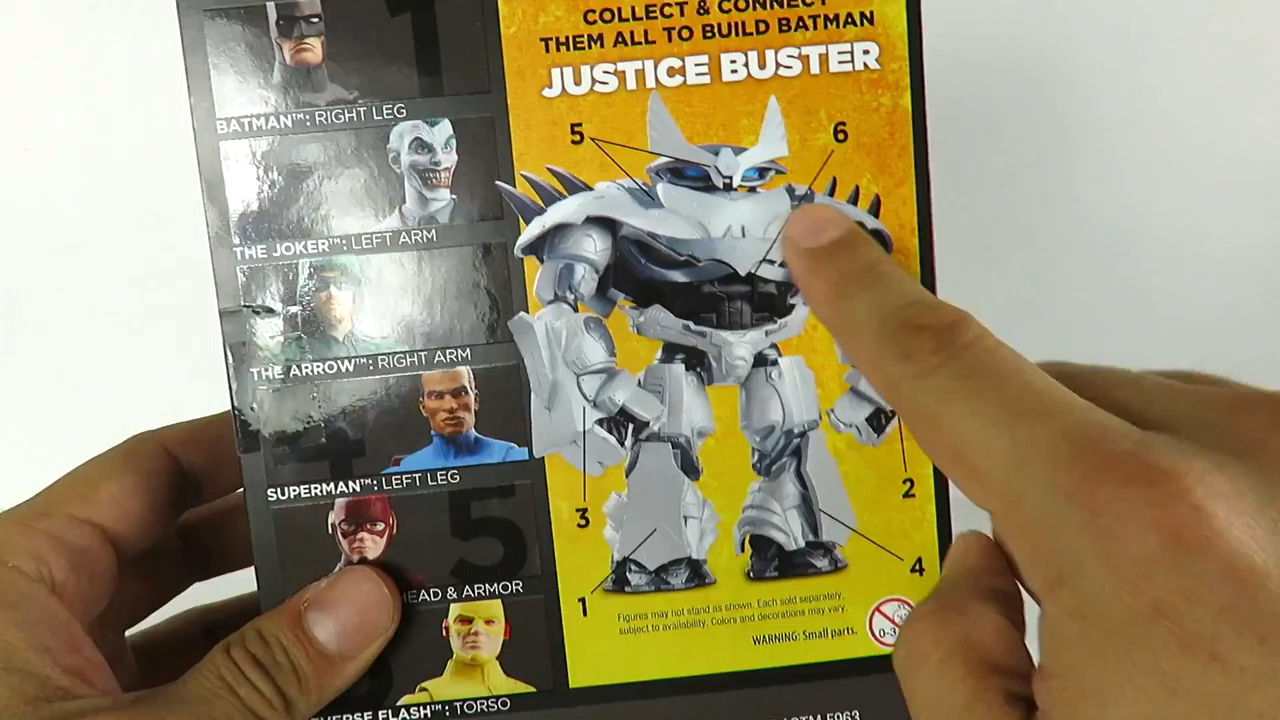 COLLECT & CONNECT
THEM ALL TO BUILD BATMAN
JUSTICE BUSTER
5
6
3
2
1
4
Figures may not stand as shown. Each sold separately,
subject to availability. Colors and decorations may vary.
WARNING: Small parts.
0-3
1
BATMAN™: RIGHT LEG
THE JOKER™: LEFT ARM
THE ARROW™: RIGHT ARM
SUPERMAN™: LEFT LEG
5
HEAD & ARMOR
FLASH™: TORSO